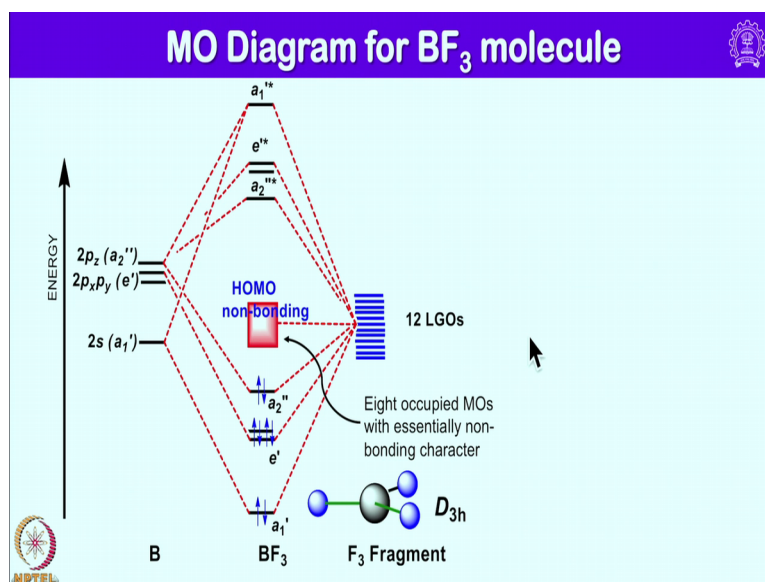 MO Diagram for BF3 molecule
a1'*
e'*
a2''*
ENERGY
2pz (a2'')
2pxpy (e')
HOMO
non-bonding
12 LGOs
2s (a1')
Eight occupied MOs
with essentially non-
bonding character
a2''
e'
D3h
a1'
B
BF3
F3 Fragment
NPTEL